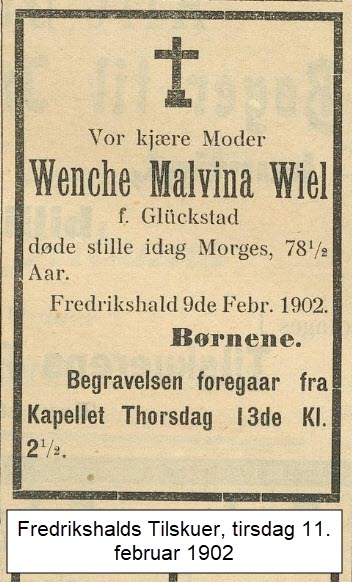 Vor kjære Moder
Wenche Malvina Wiel
f. Glückstad
døde stille idag Morges, 78½
Aar.
Fredrikshald 9de Febr. 1902.
Børnene.
Begravelsen foregaar fra
Kapellet Thorsdag 13de Kl.
2½.
Fredrikshalds Tilskuer, tirsdag 11.
februar 1902